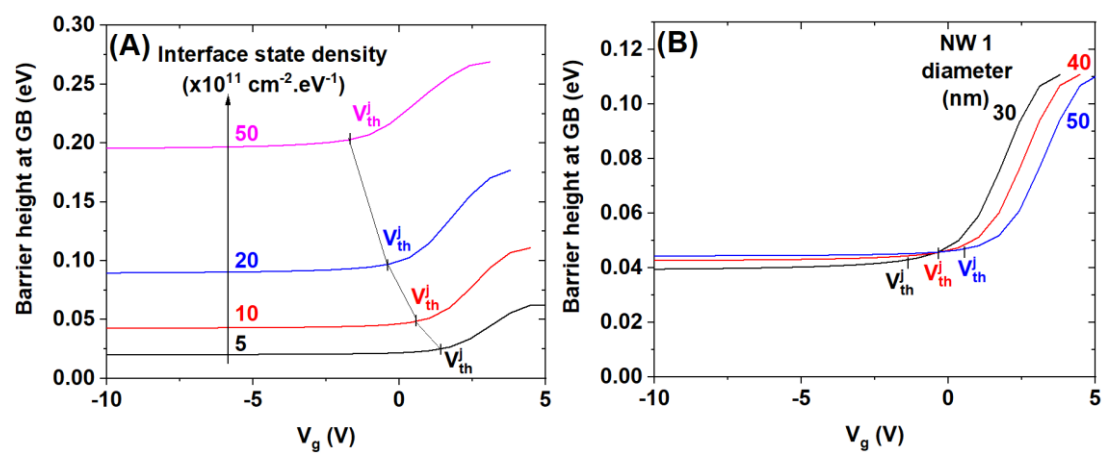 (A)
Interface state density
(x10¹¹ cm⁻².eV⁻¹)
Barrier height at GB (eV)
0.30
0.25
0.20
0.15
0.10
0.05
0.00
50
20
10
5
V_th^j
V_th^j
V_th^j
V_th^j
-10
-5
0
5
V_g (V)
(B)
NW 1
diameter
(nm)
Barrier height at GB (eV)
0.12
0.10
0.08
0.06
0.04
0.02
0.00
30
40
50
V_th^j
V_th^j
V_th^j
-10
-5
0
5
V_g (V)